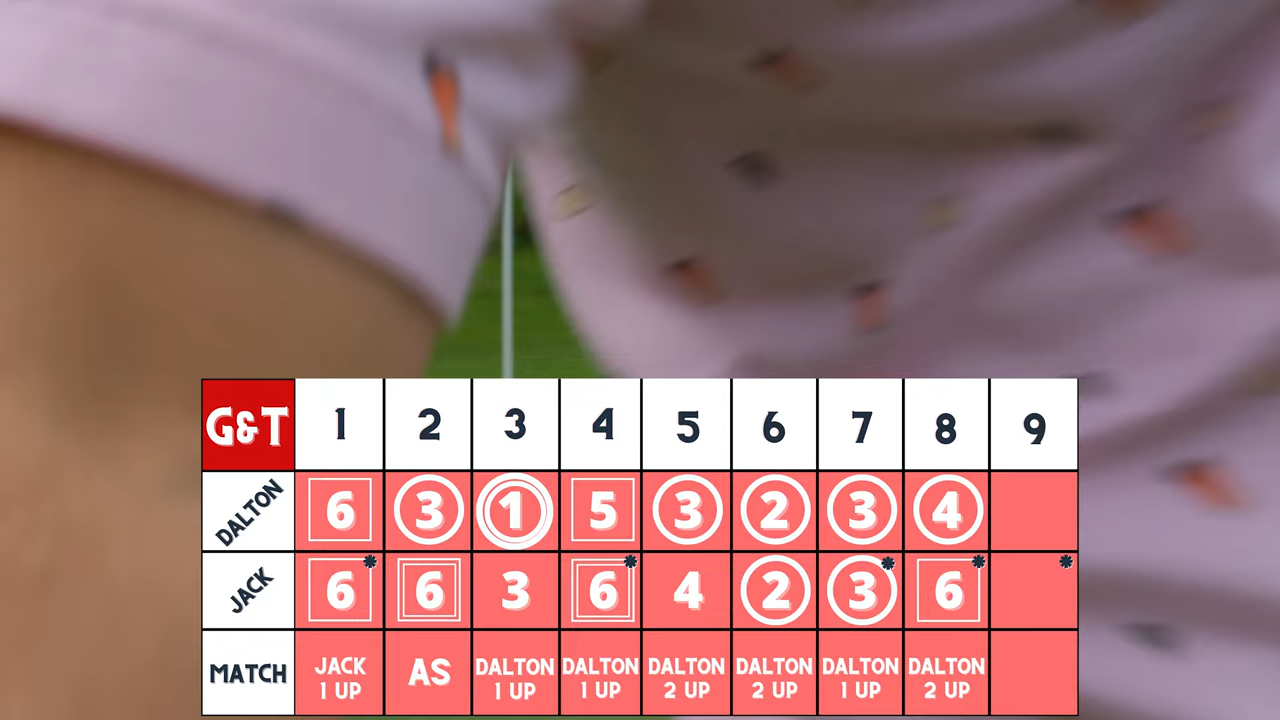 G&T 1 2 3 4 5 6 7 8 9
DALTON 6 3 1 5 3 2 3 4
JACK 6* 6 3 6* 4 2 3* 6* *
MATCH JACK 1 UP AS DALTON 1 UP DALTON 1 UP DALTON 2 UP DALTON 2 UP DALTON 1 UP DALTON 2 UP